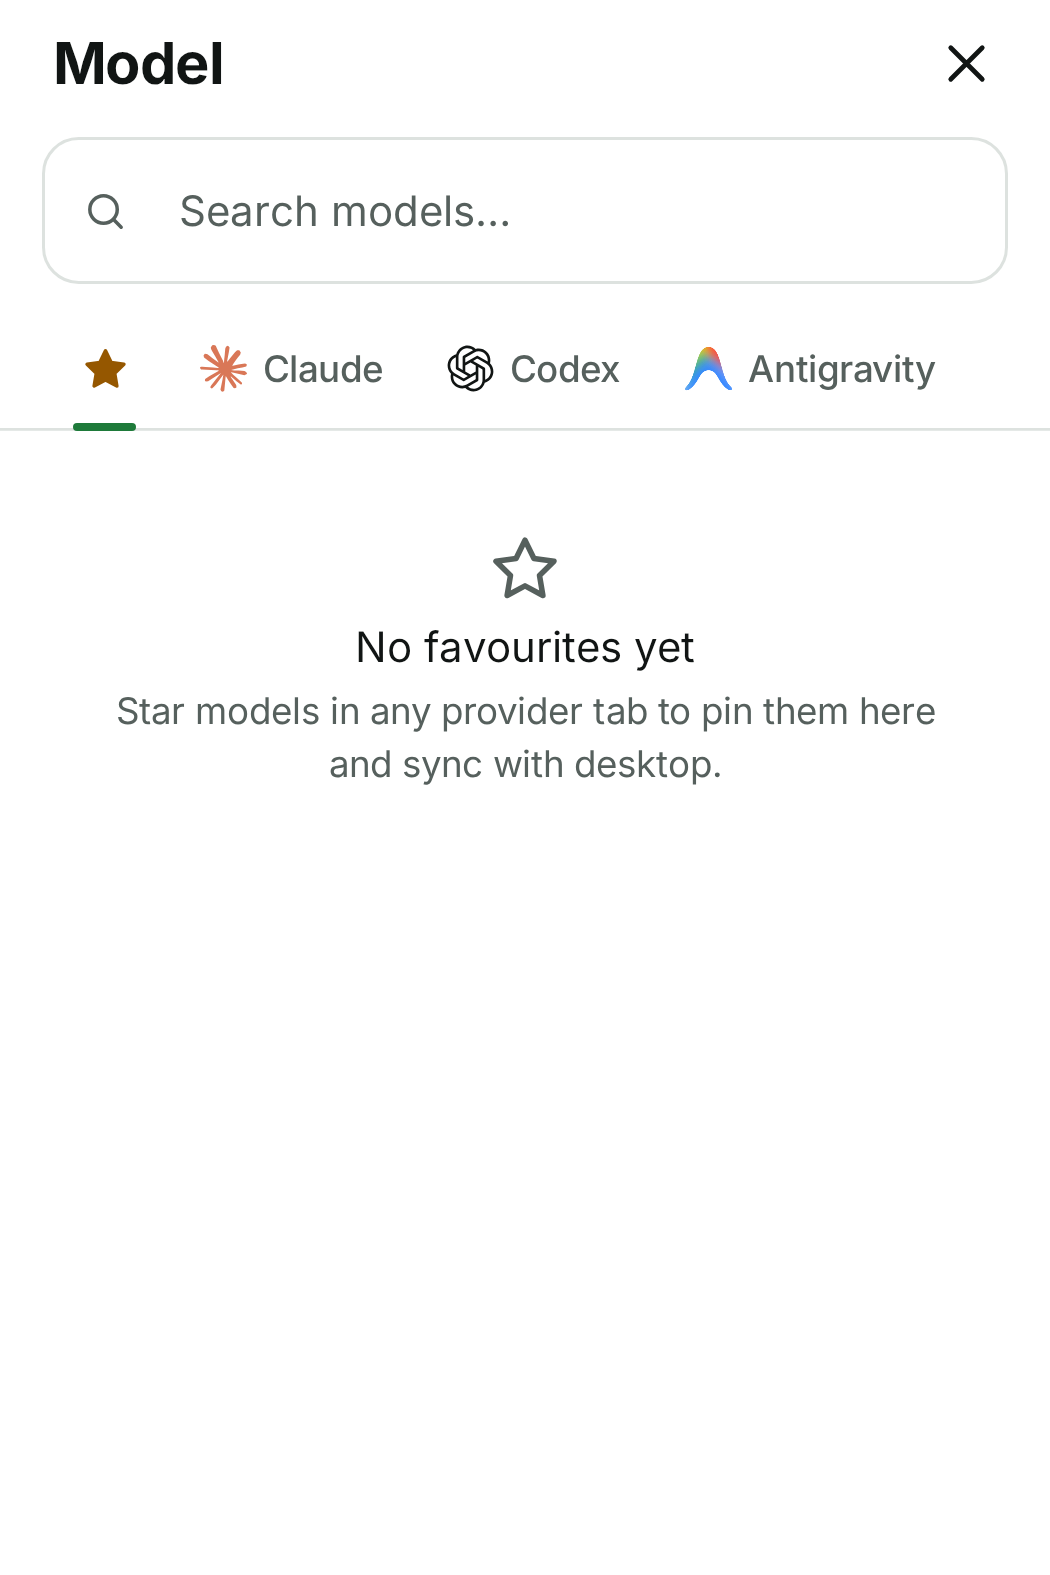 Model
Search models...
Claude
Codex
Antigravity
No favourites yet
Star models in any provider tab to pin them here
and sync with desktop.